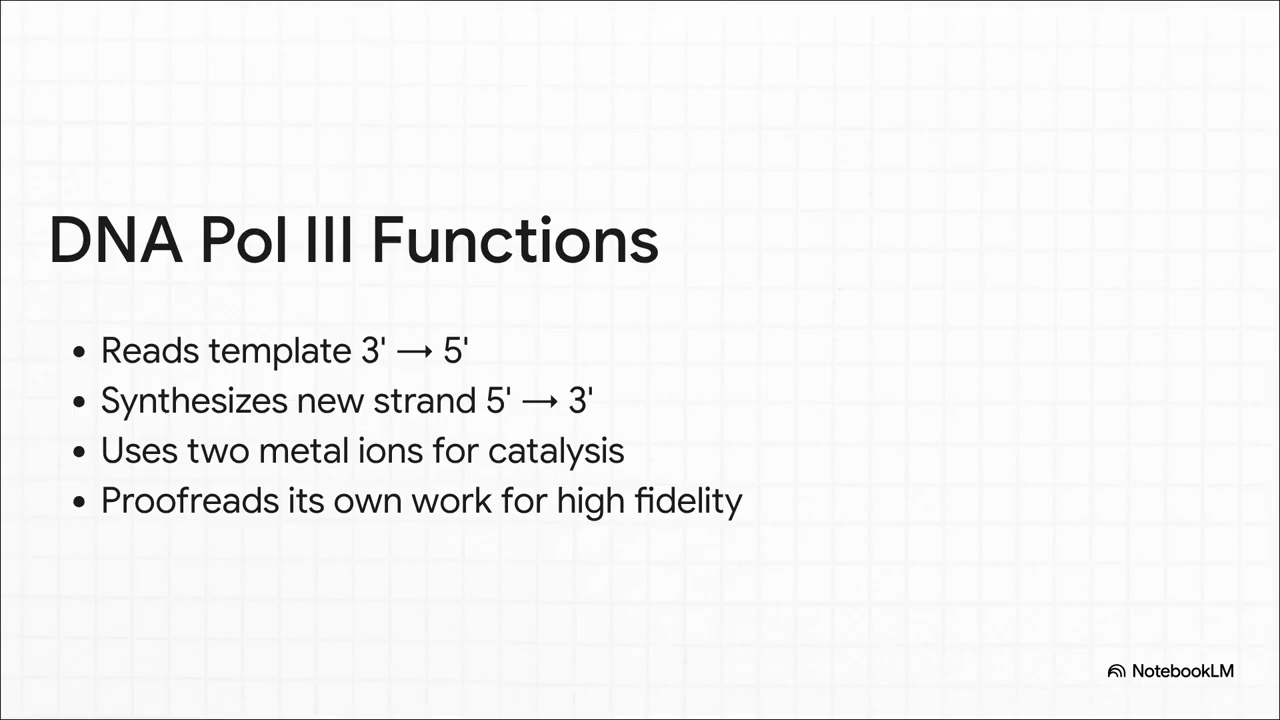 DNA Pol III Functions
• Reads template 3' → 5'
• Synthesizes new strand 5' → 3'
• Uses two metal ions for catalysis
• Proofreads its own work for high fidelity
NotebookLM